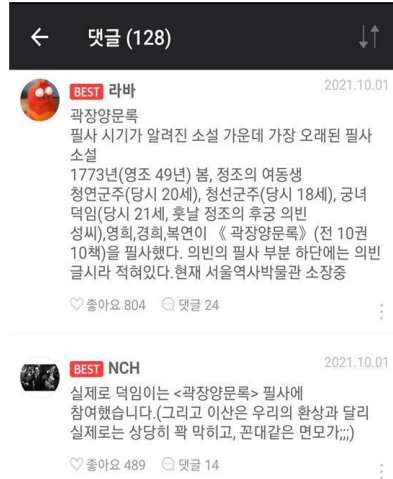 댓글 (128)
BEST 라바
2021.10.01
곽장양문록
필사 시기가 알려진 소설 가운데 가장 오래된 필사
소설
1773년(영조 49년) 봄, 정조의 여동생
청연군주(당시 20세), 청선군주(당시 18세), 궁녀
덕임(당시 21세, 훗날 정조의 후궁 의빈
성씨),영희,경희,복연이 《 곽장양문록》(전 10권
10책)을 필사했다. 의빈의 필사 부분 하단에는 의빈
글시라 적혀있다.현재 서울역사박물관 소장중
좋아요 804 댓글 24
BEST NCH
2021.10.01
실제로 덕임이는 <곽장양문록> 필사에
참여했습니다.(그리고 이산은 우리의 환상과 달리
실제로는 상당히 꽉 막히고, 꼰대같은 면모가;;;)
좋아요 489 댓글 14